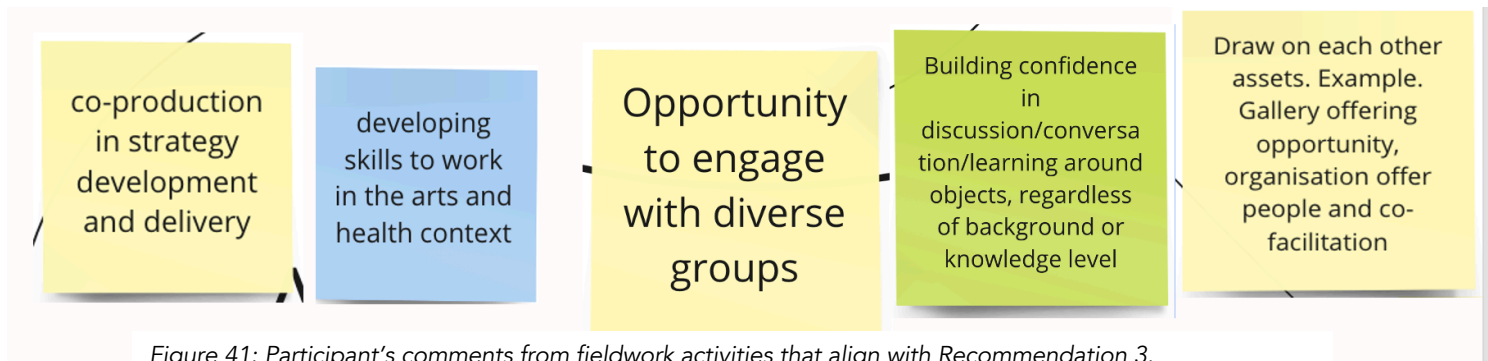 co-production
in strategy
development
and delivery
developing
skills to work
in the arts and
health context
Opportunity
to engage
with diverse
groups
Building confidence
in
discussion/conversa
tion/learning around
objects, regardless
of background or
knowledge level
Draw on each other
assets. Example.
Gallery offering
opportunity,
organisation offer
people and co-
facilitation
Figure 41: Participant's comments from fieldwork activities that align with Recommendation 3.